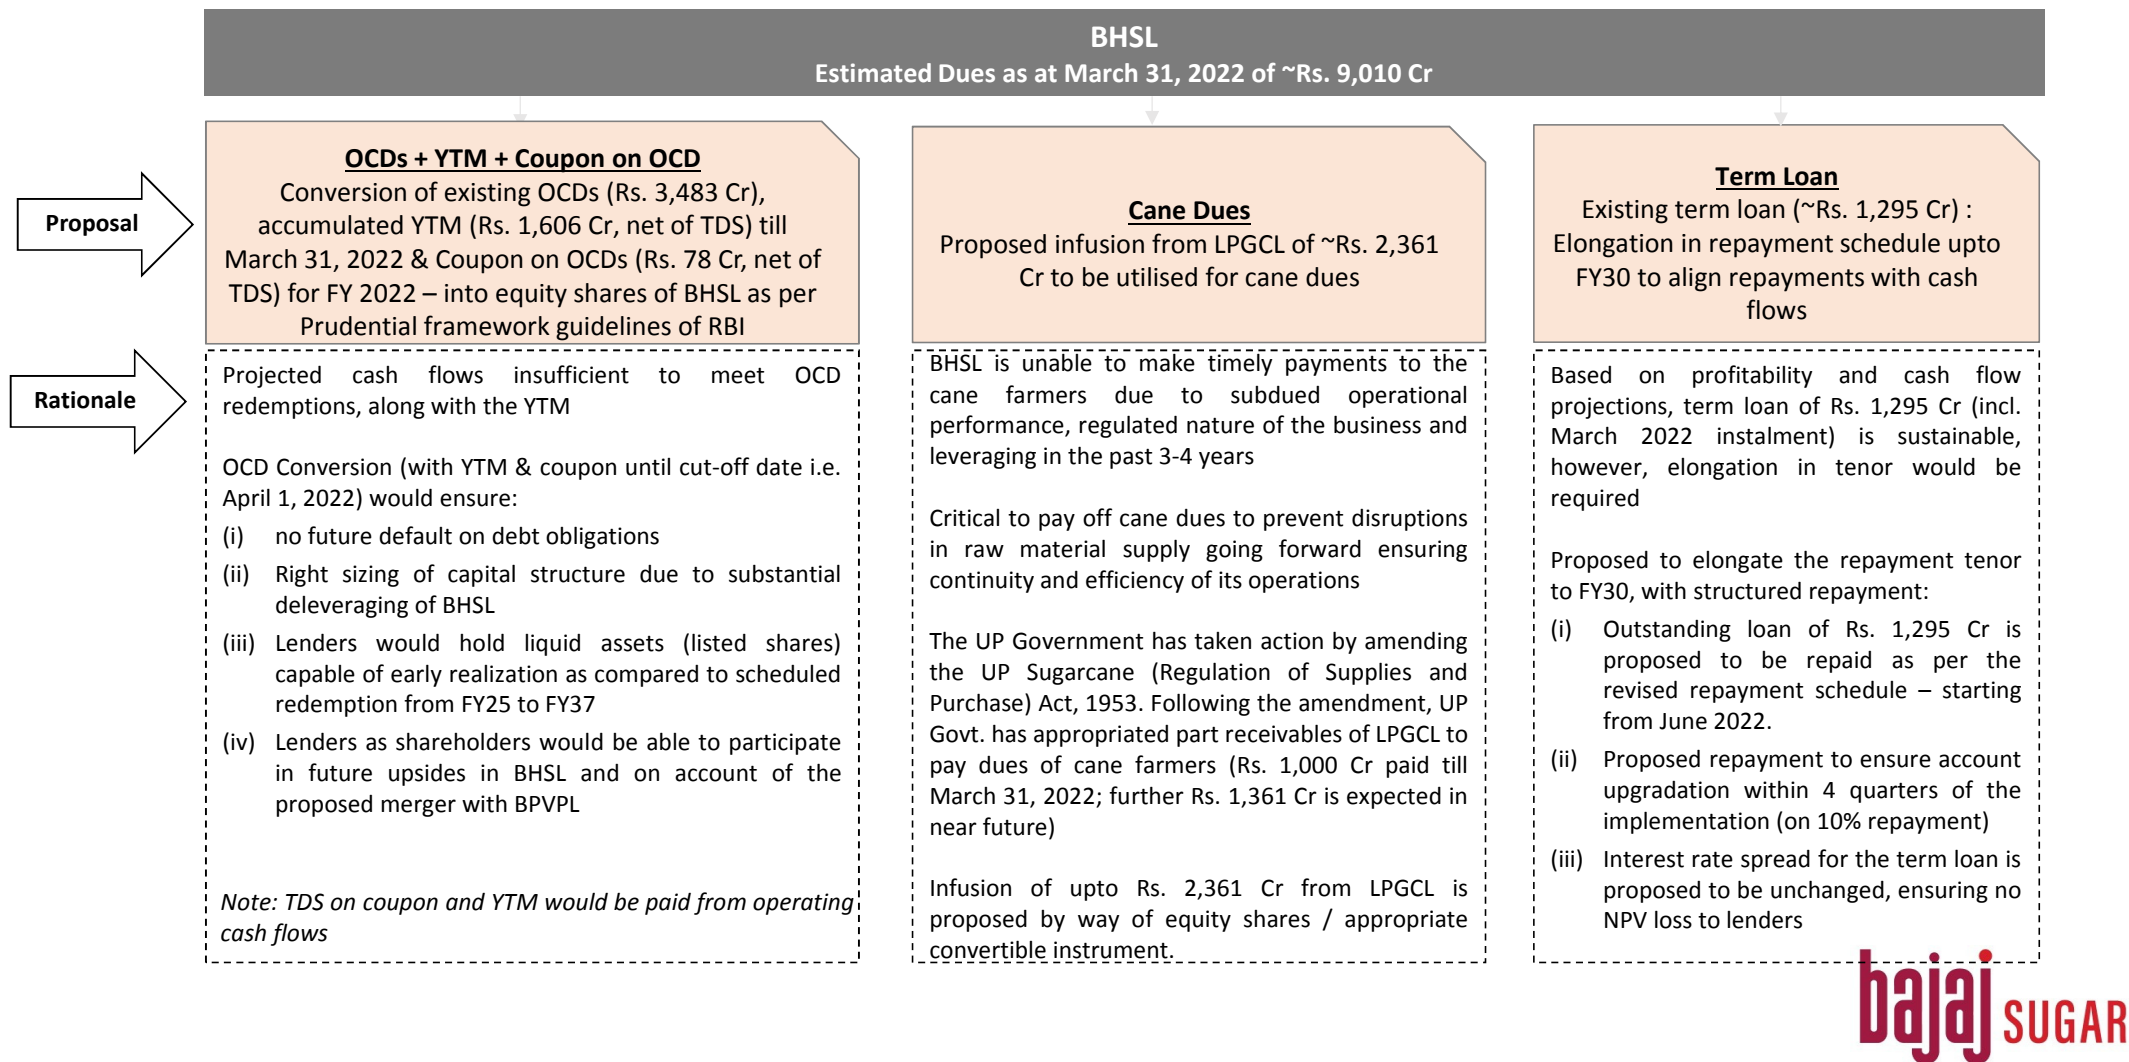 BHSL
Estimated Dues as at March 31, 2022 of ~Rs. 9,010 Cr
Proposal
OCDs + YTM + Coupon on OCD
Conversion of existing OCDs (Rs. 3,483 Cr),
accumulated YTM (Rs. 1,606 Cr, net of TDS) till
March 31, 2022 & Coupon on OCDs (Rs. 78 Cr, net of
TDS) for FY 2022 – into equity shares of BHSL as per
Prudential framework guidelines of RBI
Cane Dues
Proposed infusion from LPGCL of ~Rs. 2,361
Cr to be utilised for cane dues
Term Loan
Existing term loan (~Rs. 1,295 Cr) :
Elongation in repayment schedule upto
FY30 to align repayments with cash
flows
Rationale
Projected cash flows insufficient to meet OCD
redemptions, along with the YTM
OCD Conversion (with YTM & coupon until cut-off date i.e.
April 1, 2022) would ensure:
(i) no future default on debt obligations
(ii) Right sizing of capital structure due to substantial
deleveraging of BHSL
(iii) Lenders would hold liquid assets (listed shares)
capable of early realization as compared to scheduled
redemption from FY25 to FY37
(iv) Lenders as shareholders would be able to participate
in future upsides in BHSL and on account of the
proposed merger with BPVPL
Note: TDS on coupon and YTM would be paid from operating
cash flows
BHSL is unable to make timely payments to the
cane farmers due to subdued operational
performance, regulated nature of the business and
leveraging in the past 3-4 years
Critical to pay off cane dues to prevent disruptions
in raw material supply going forward ensuring
continuity and efficiency of its operations
The UP Government has taken action by amending
the UP Sugarcane (Regulation of Supplies and
Purchase) Act, 1953. Following the amendment, UP
Govt. has appropriated part receivables of LPGCL to
pay dues of cane farmers (Rs. 1,000 Cr paid till
March 31, 2022; further Rs. 1,361 Cr is expected in
near future)
Infusion of upto Rs. 2,361 Cr from LPGCL is
proposed by way of equity shares / appropriate
convertible instrument.
Based on profitability and cash flow
projections, term loan of Rs. 1,295 Cr (incl.
March 2022 instalment) is sustainable,
however, elongation in tenor would be
required
Proposed to elongate the repayment tenor
to FY30, with structured repayment:
(i) Outstanding loan of Rs. 1,295 Cr is
proposed to be repaid as per the
revised repayment schedule – starting
from June 2022.
(ii) Proposed repayment to ensure account
upgradation within 4 quarters of the
implementation (on 10% repayment)
(iii) Interest rate spread for the term loan is
proposed to be unchanged, ensuring no
NPV loss to lenders
bajaj SUGAR